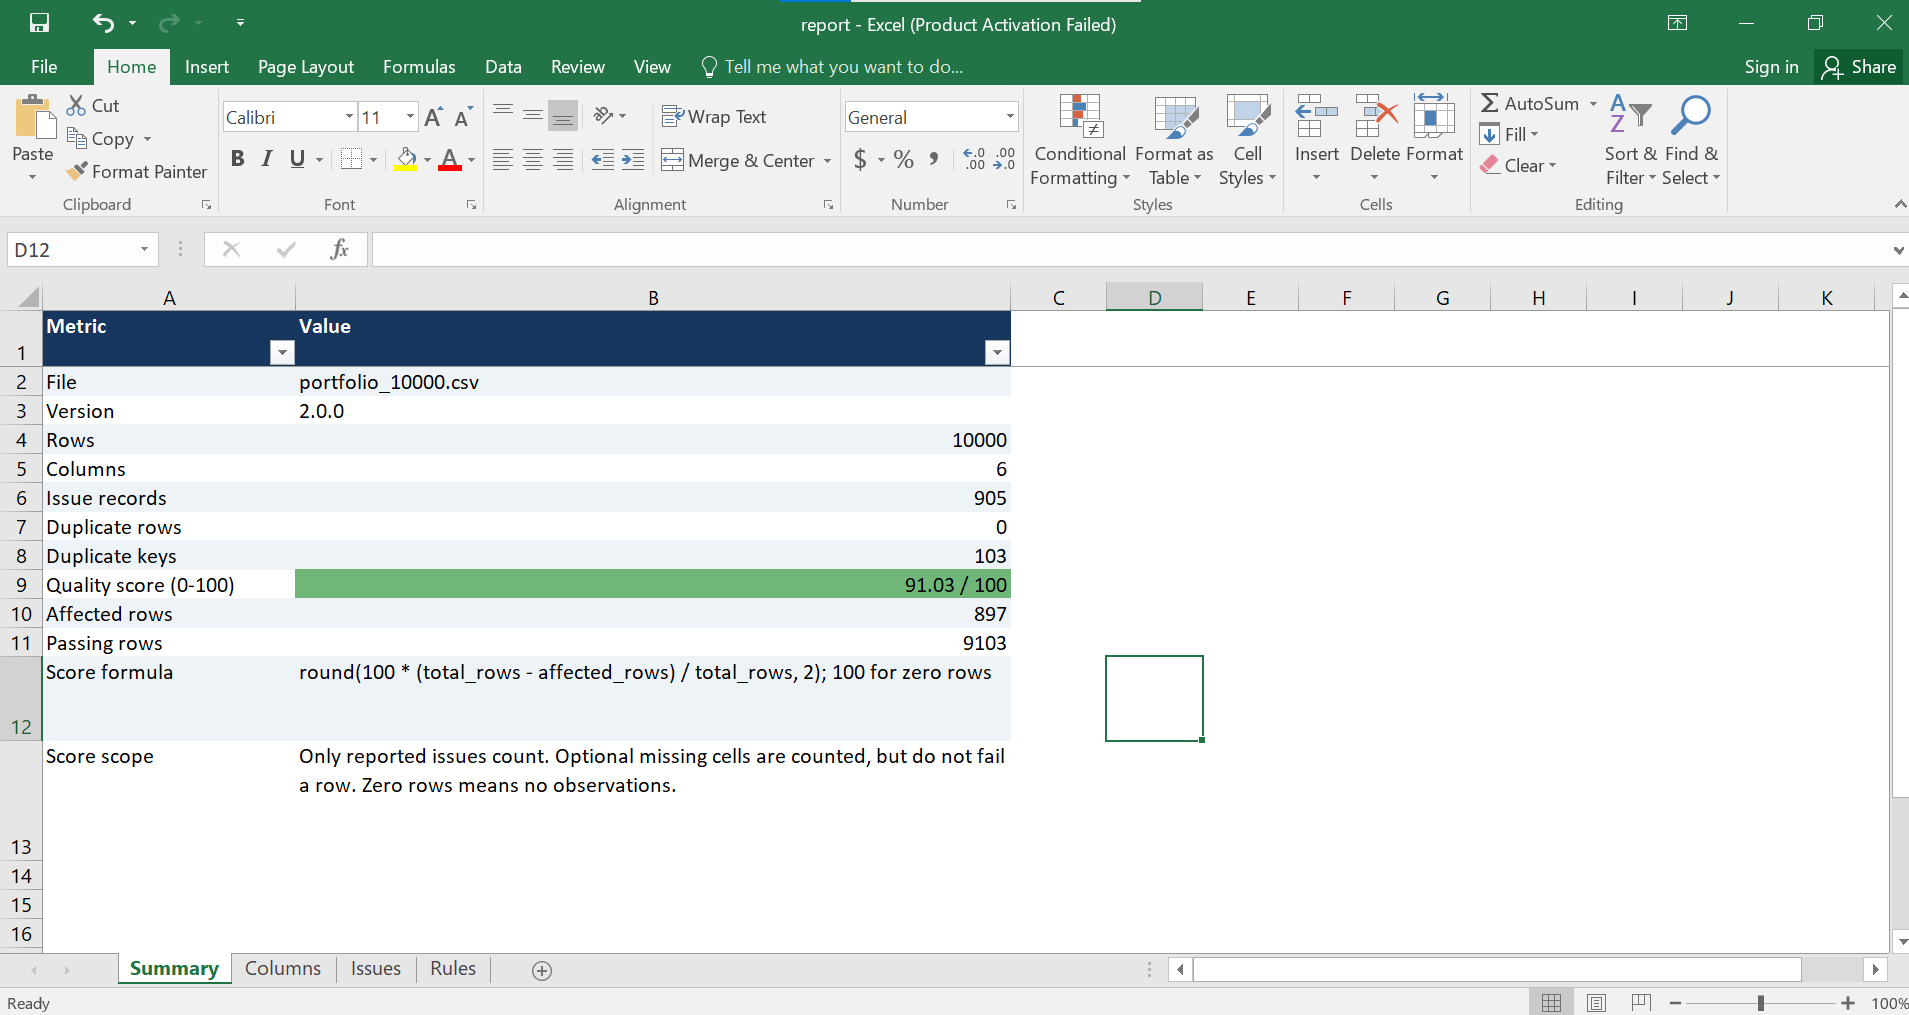 report - Excel (Product Activation Failed)
File Home Insert Page Layout Formulas Data Review View Tell me what you want to do... Sign in Share
Paste
Cut
Copy
Format Painter
Clipboard
Calibri 11
B I U A
Font
Wrap Text
Merge & Center
Alignment
General
$ % , .0 .00
Number
Conditional Formatting
Format as Table
Cell Styles
Styles
Insert Delete Format
Cells
AutoSum
Fill
Clear
Sort & Filter
Find & Select
Editing
D12 fx
A B C D E F G H I J K
1 Metric Value
2 File portfolio_10000.csv
3 Version 2.0.0
4 Rows 10000
5 Columns 6
6 Issue records 905
7 Duplicate rows 0
8 Duplicate keys 103
9 Quality score (0-100) 91.03 / 100
10 Affected rows 897
11 Passing rows 9103
12 Score formula round(100 * (total_rows - affected_rows) / total_rows, 2); 100 for zero rows
13 Score scope Only reported issues count. Optional missing cells are counted, but do not fail
a row. Zero rows means no observations.
14
15
16
Summary Columns Issues Rules
Ready 100%